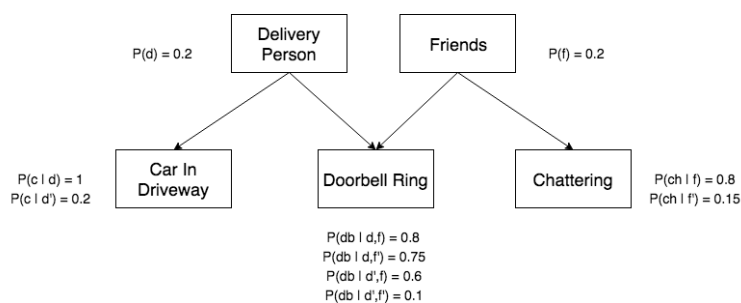 Delivery
Person
Friends
P(d) = 0.2
P(f) = 0.2
Car In
Driveway
Doorbell Ring
Chattering
P(c | d) = 1
P(c | d') = 0.2
P(ch | f) = 0.8
P(ch | f') = 0.15
P(db | d,f) = 0.8
P(db | d,f') = 0.75
P(db | d',f) = 0.6
P(db | d',f') = 0.1